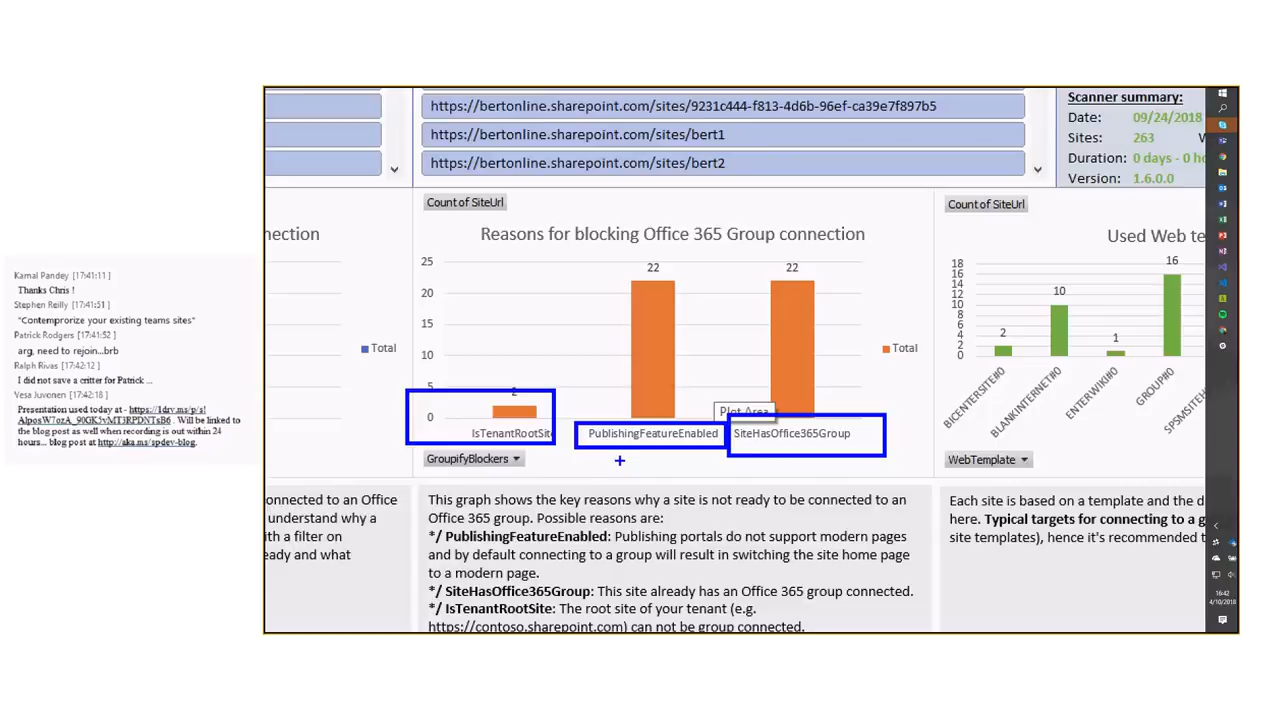 Kamal Pandey [17:41:11]
Thanks Chris !
Stephen Reilly [17:41:51]
"Contemprorize your existing teams sites"
Patrick Rodgers [17:41:52]
arg, need to rejoin...brb
Ralph Rivas [17:42:12]
I did not save a critter for Patrick ...
Vesa Juvonen [17:42:18]
Presentation used today at - https://1drv.ms/p/s!
. Will be linked to
the blog post as well when recording is out within 24
hours... blog post at http://aka.ms/spdev-blog.
https://bertonline.sharepoint.com/sites/9231c444-f813-4d6b-96ef-ca39e7f897b5
https://bertonline.sharepoint.com/sites/bert1
https://bertonline.sharepoint.com/sites/bert2
Scanner summary:
Date: 09/24/2018
Sites: 263 W
Duration: 0 days - 0 ho
Version: 1.6.0.0
nnection
Total
Count of SiteUrl
Reasons for blocking Office 365 Group connection
25
20
15
10
5
0
2
22
22
Total
Plot Area
IsTenantRootSite
PublishingFeatureEnabled
SiteHasOffice365Group
GroupifyBlockers
Count of SiteUrl
Used Web te
18
16
14
12
10
8
6
4
2
0
2
10
1
16
BICENTERSITE#0
BLANKINTERNET#0
ENTERWIKI#0
GROUP#0
SPSMSITEH
WebTemplate
onnected to an Office
understand why a
th a filter on
eady and what
This graph shows the key reasons why a site is not ready to be connected to an
Office 365 group. Possible reasons are:
*/ PublishingFeatureEnabled: Publishing portals do not support modern pages
and by default connecting to a group will result in switching the site home page
to a modern page.
*/ SiteHasOffice365Group: This site already has an Office 365 group connected.
*/ IsTenantRootSite: The root site of your tenant (e.g.
https://contoso.sharepoint.com) can not be group connected.
Each site is based on a template and the d
here. Typical targets for connecting to a g
site templates), hence it's recommended t
16:42
4/10/2018